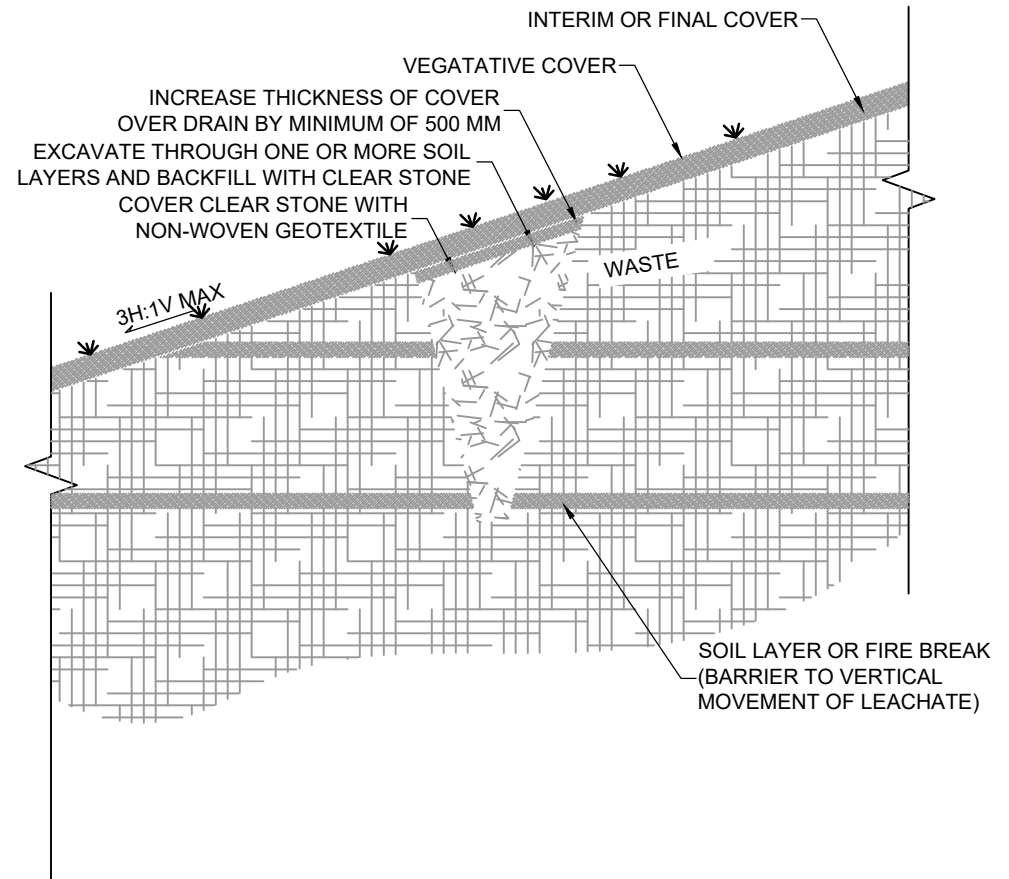 INTERIM OR FINAL COVER
VEGATATIVE COVER
INCREASE THICKNESS OF COVER
OVER DRAIN BY MINIMUM OF 500 MM
EXCAVATE THROUGH ONE OR MORE SOIL
LAYERS AND BACKFILL WITH CLEAR STONE
COVER CLEAR STONE WITH
NON-WOVEN GEOTEXTILE
WASTE
3H:1V MAX
SOIL LAYER OR FIRE BREAK
(BARRIER TO VERTICAL
MOVEMENT OF LEACHATE)